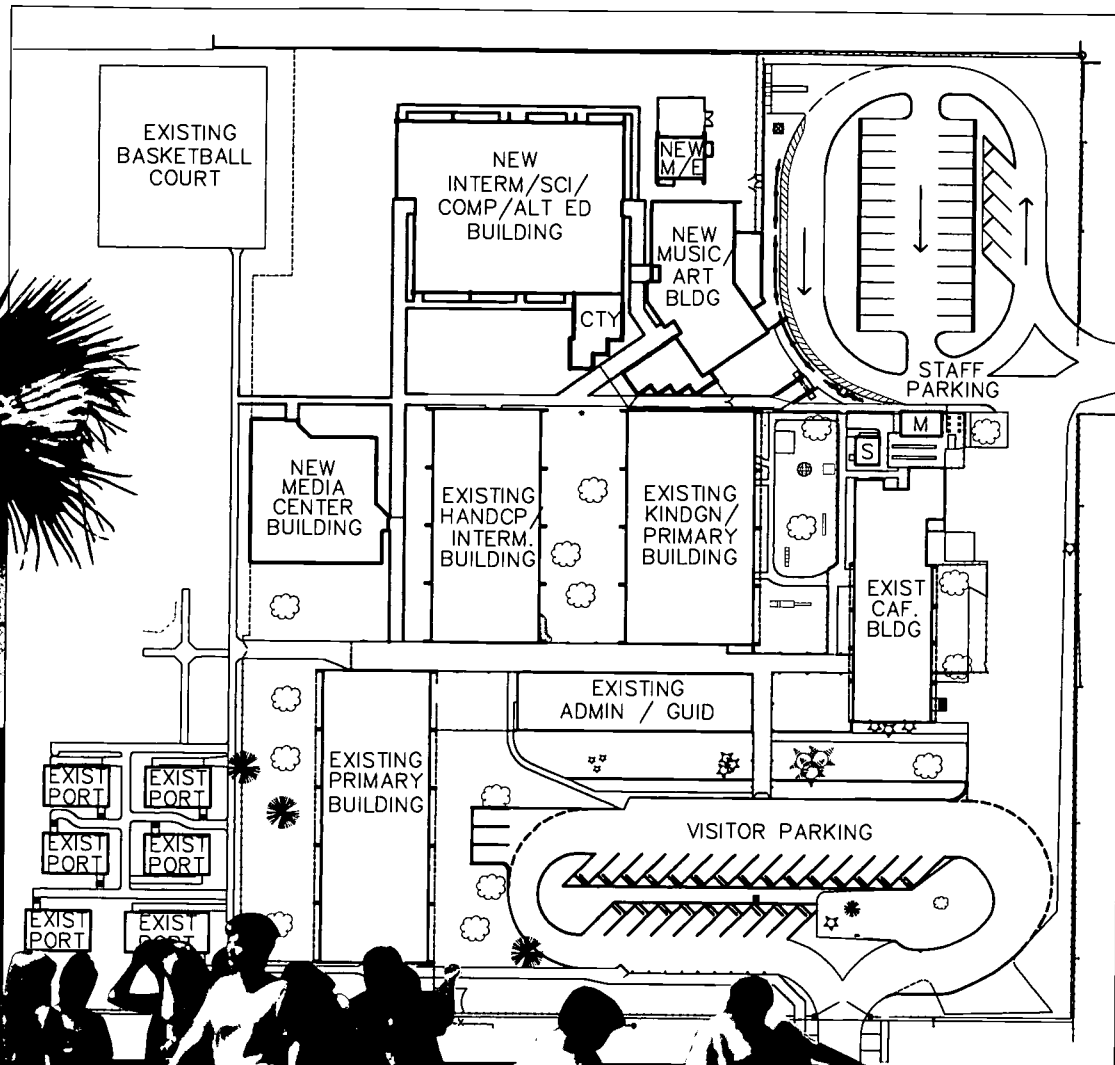 EXISTING
BASKETBALL
COURT
NEW
INTERM/SCI/
COMP/ALT ED
BUILDING
NEW
M/E
NEW
MUSIC/
ART
BLDG
CTY
STAFF
PARKING
M
S
NEW
MEDIA
CENTER
BUILDING
EXISTING
HANDCP/
INTERM.
BUILDING
EXISTING
KINDGN/
PRIMARY
BUILDING
EXIST
CAF.
BLDG
EXISTING
ADMIN / GUID
EXISTING
PRIMARY
BUILDING
VISITOR PARKING
EXIST
PORT
EXIST
PORT
EXIST
PORT
EXIST
PORT
EXIST
PORT
EXIST
PORT